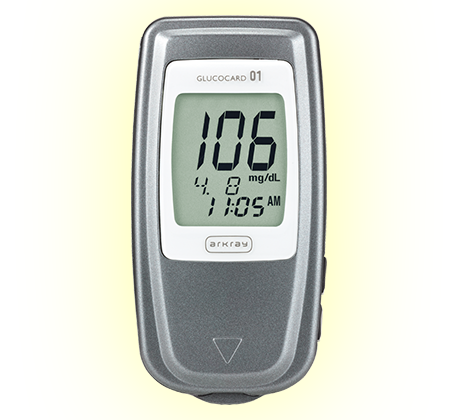 GLUCOCARD 01
106
mg/dL
4. 8
11:05 AM
arkray